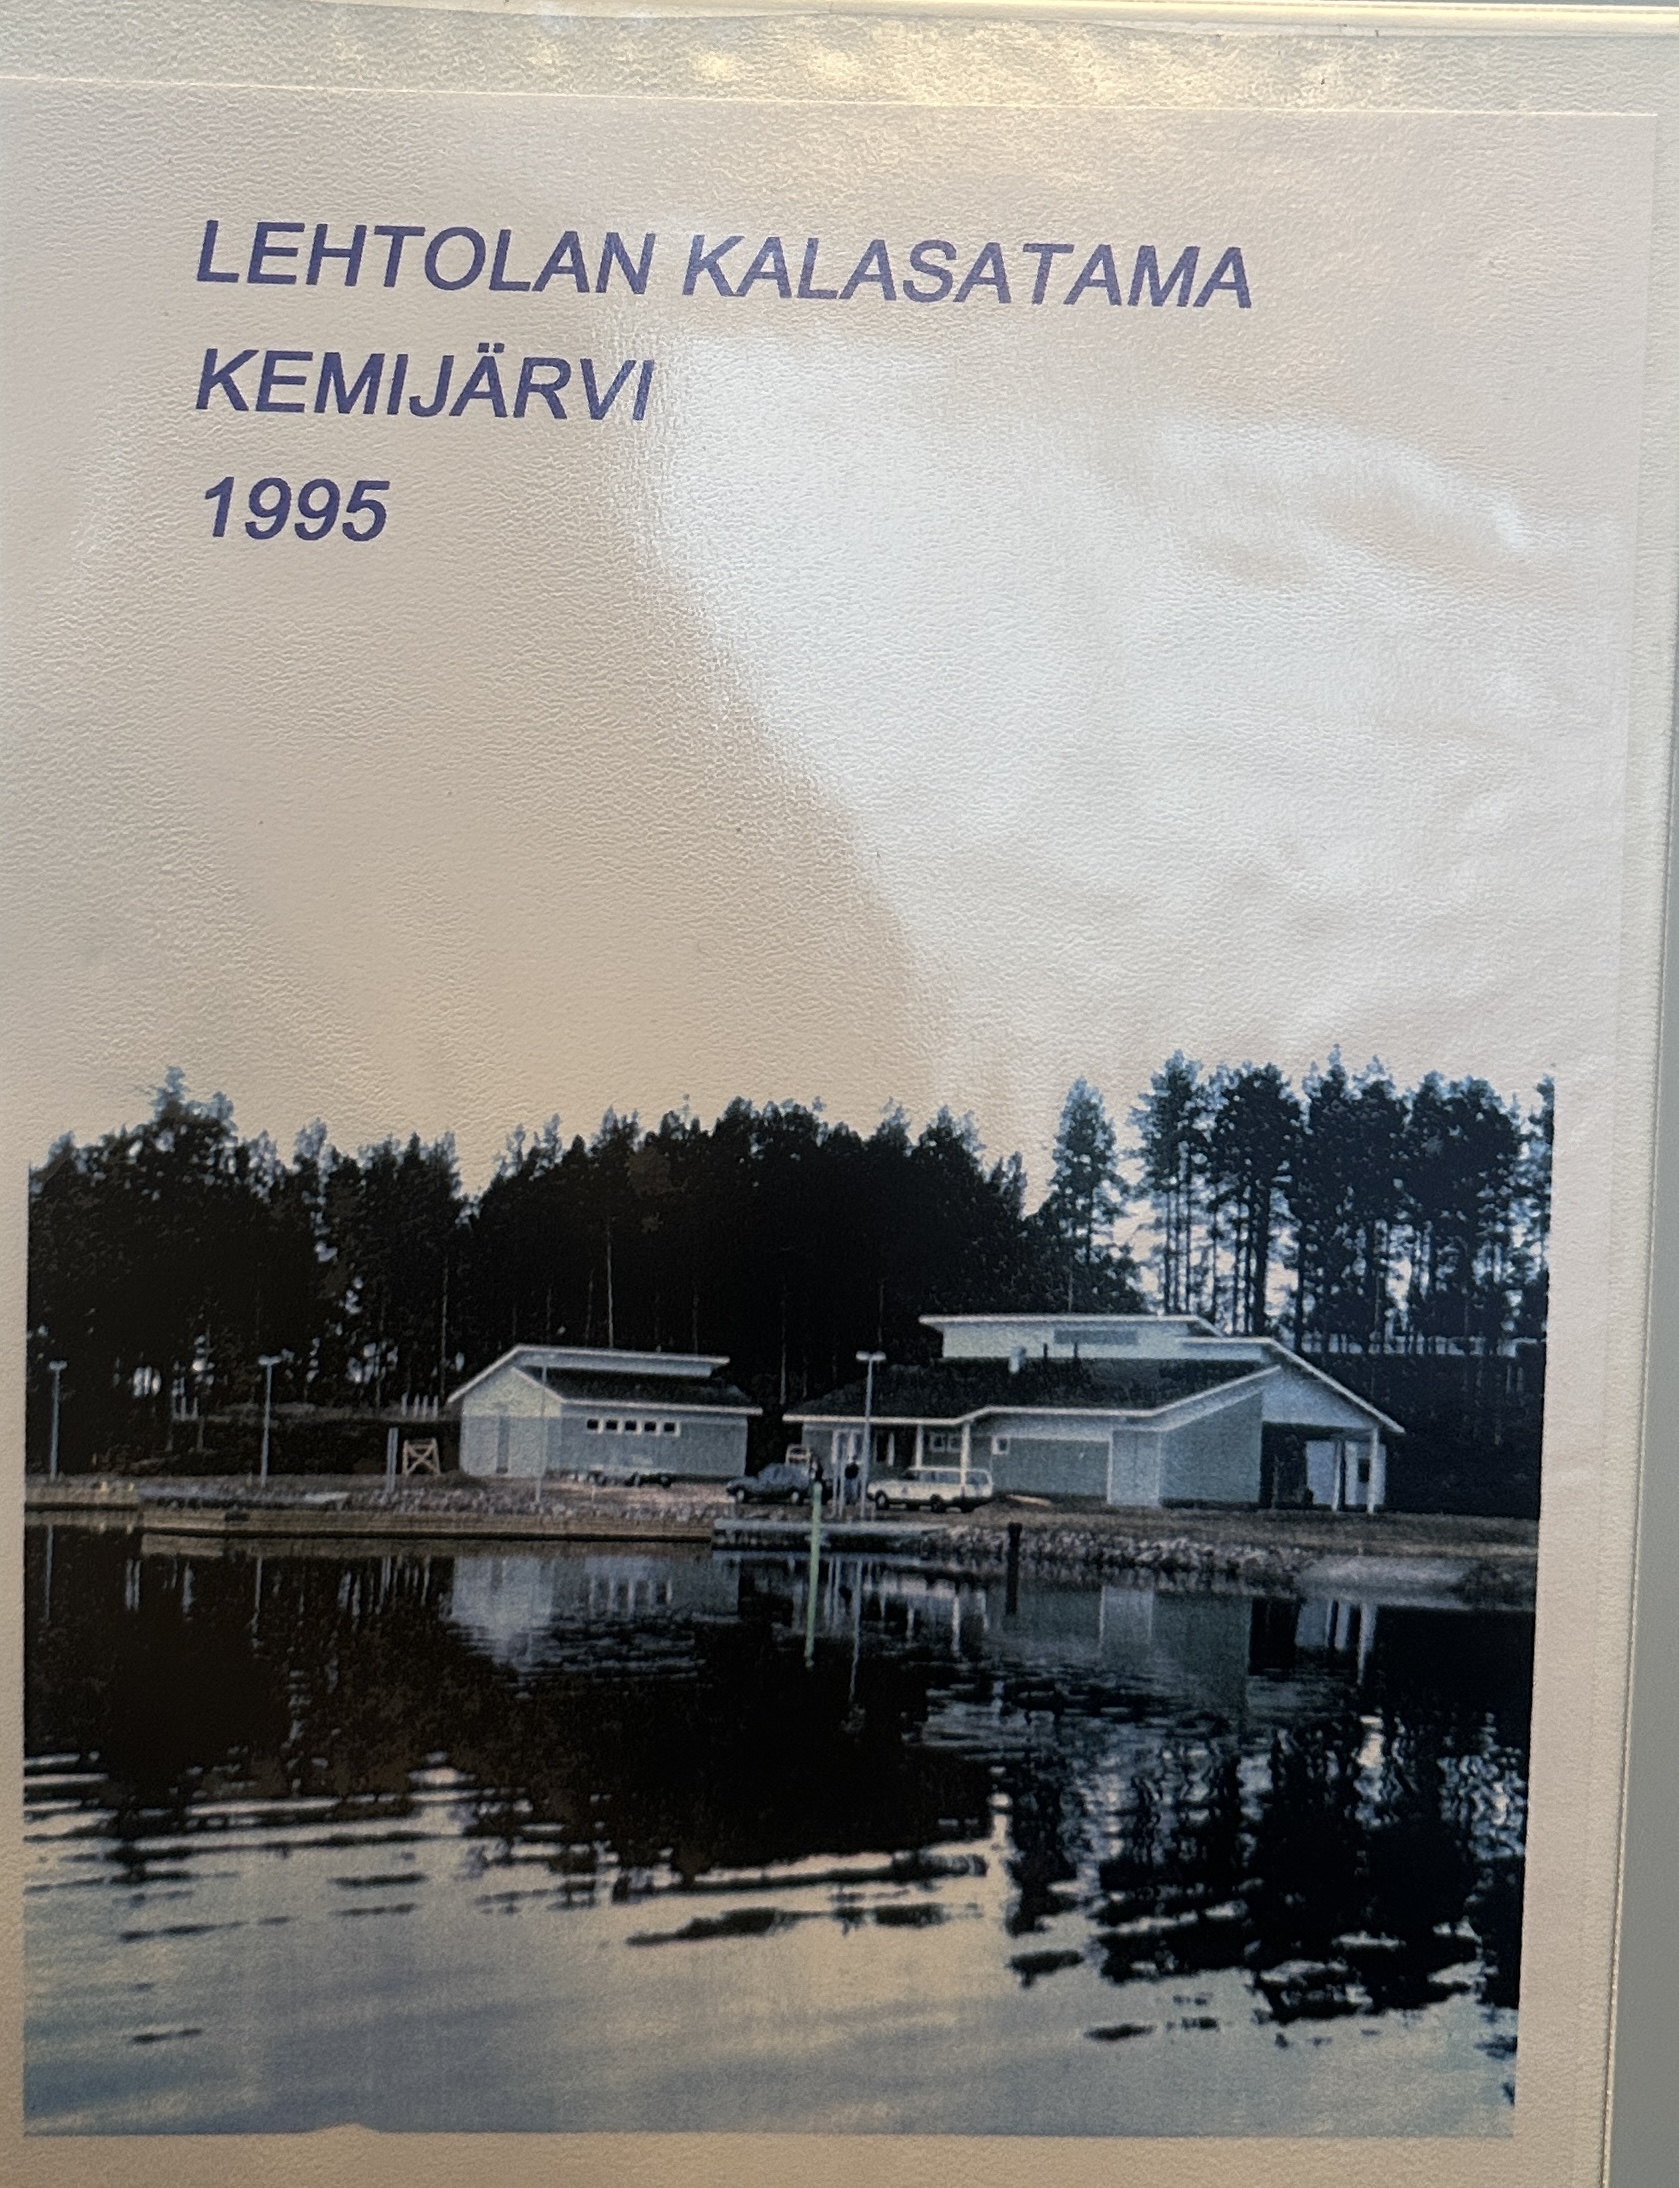 LEHTOLAN KALASATAMA
KEMIJÄRVI
1995